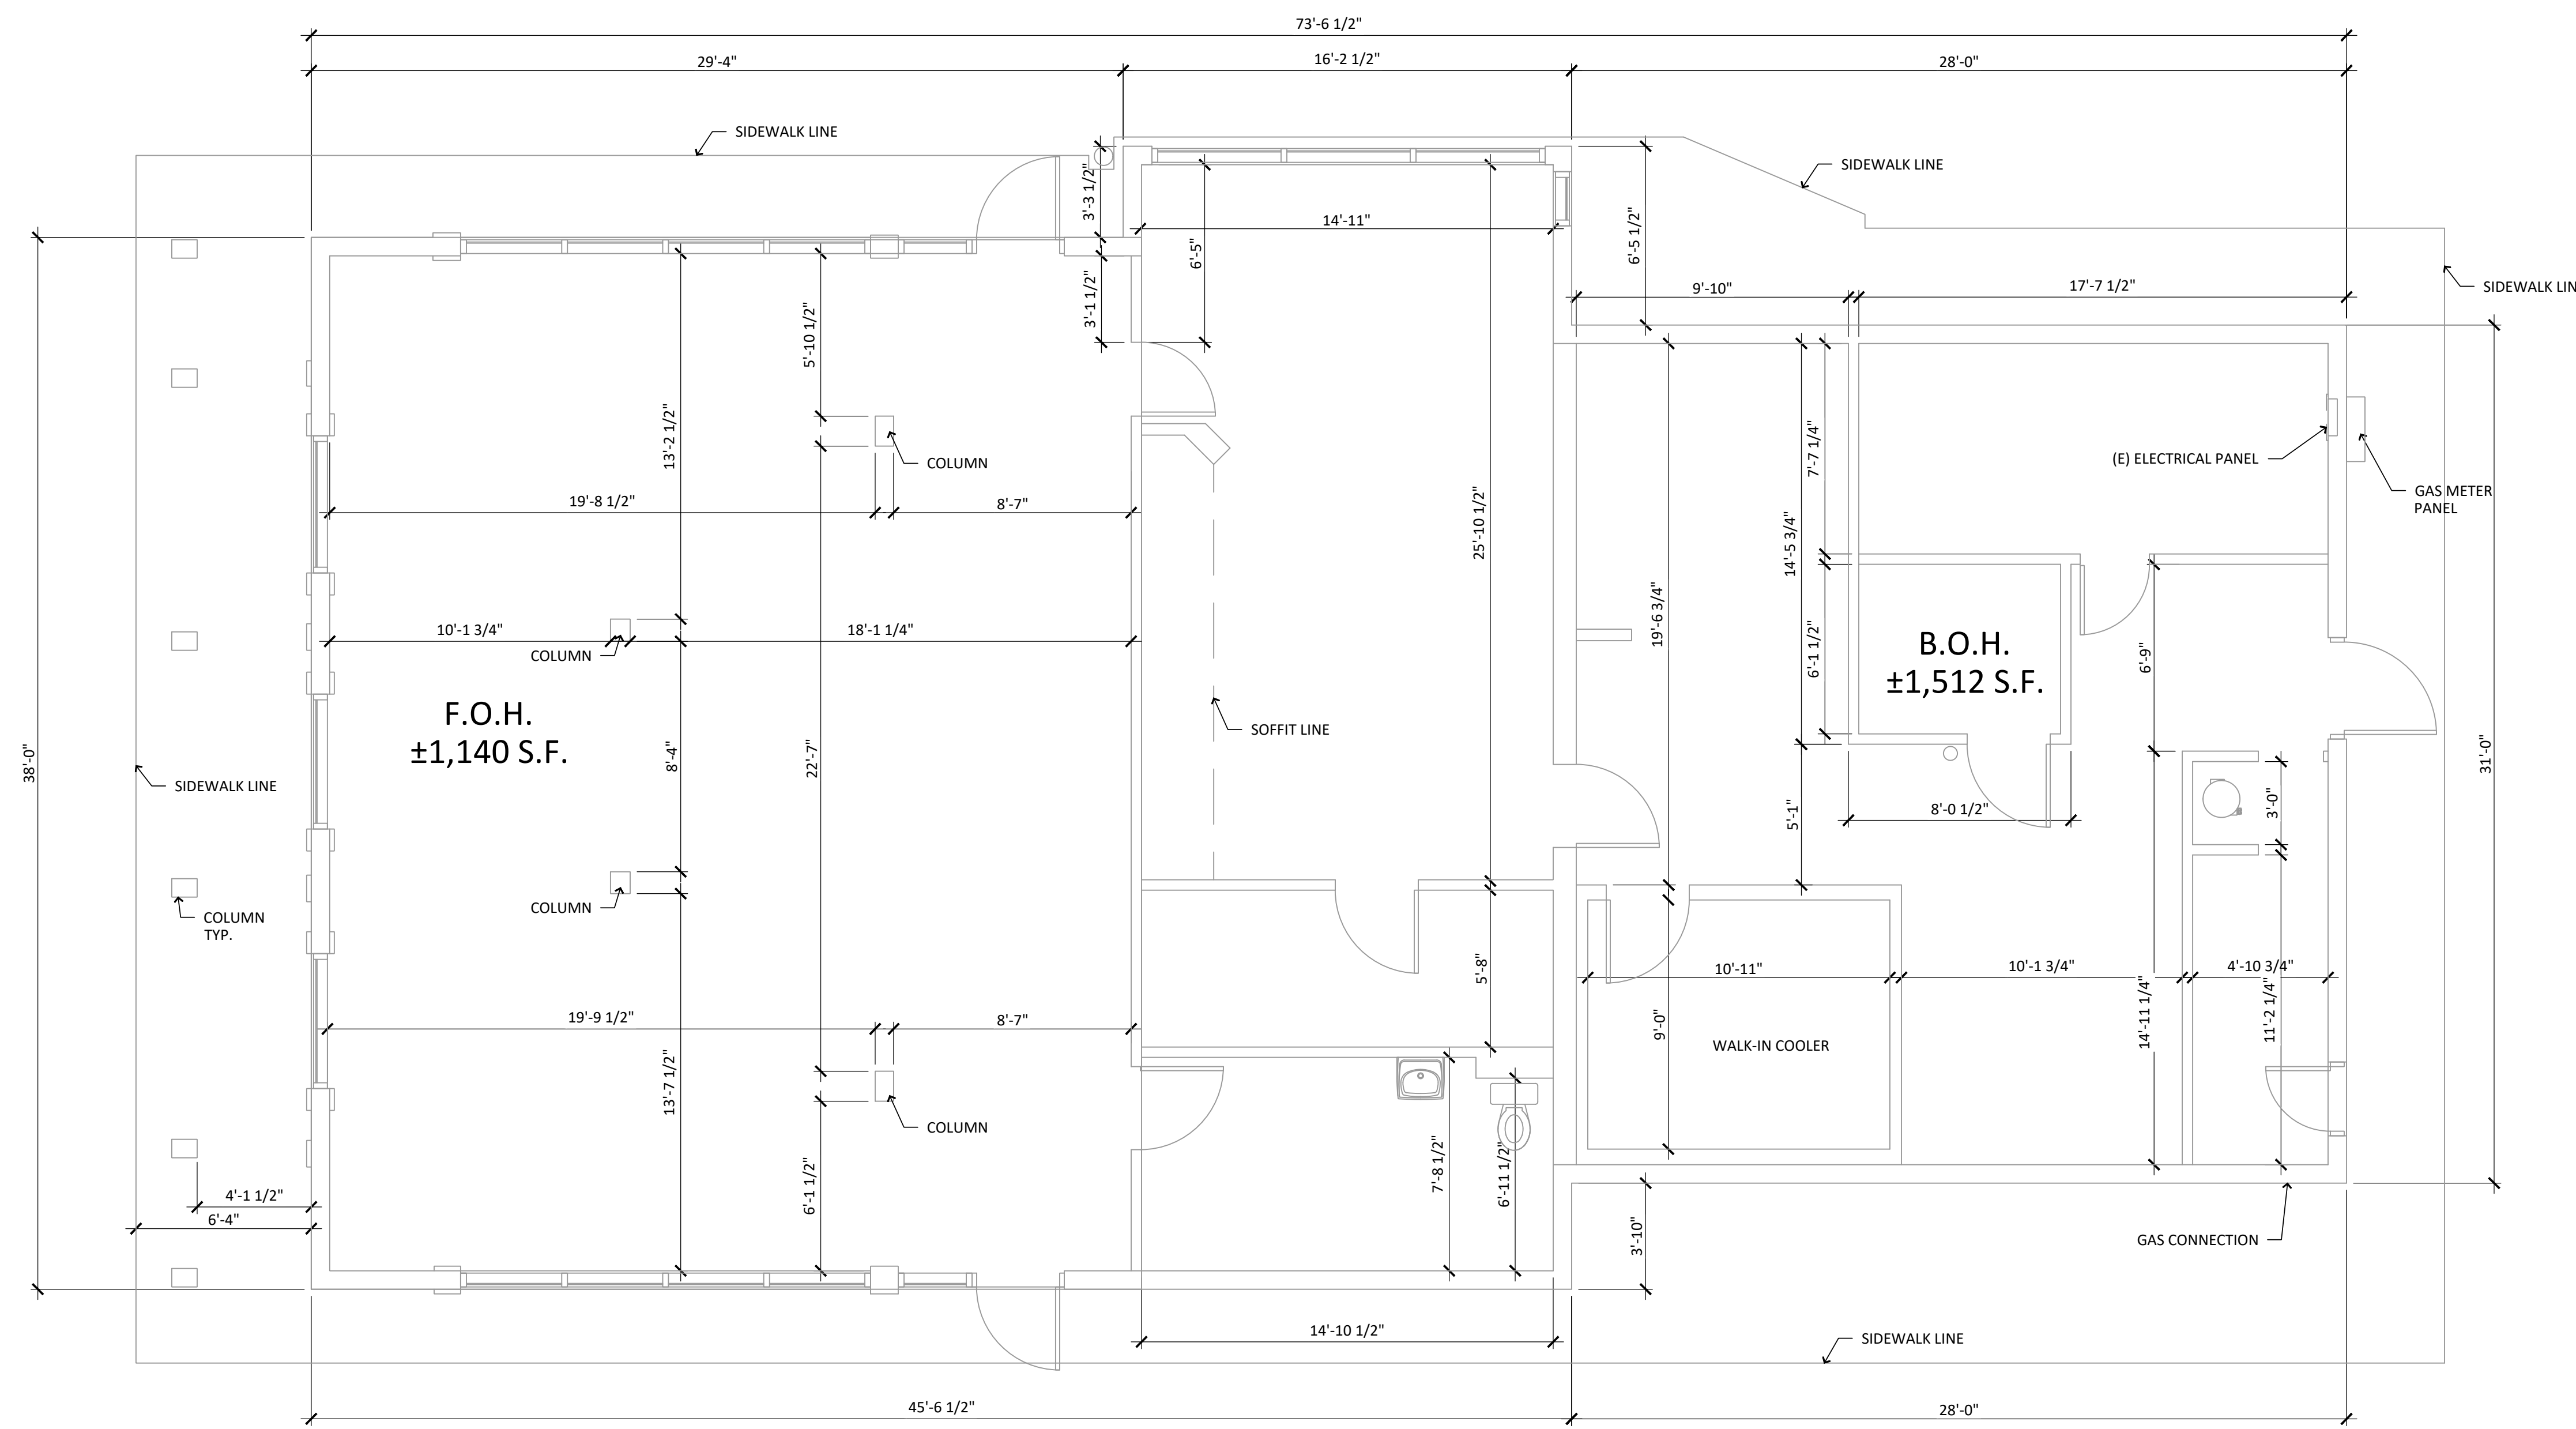 73'-6 1/2"
29'-4"
16'-2 1/2"
28'-0"
SIDEWALK LINE
SIDEWALK LINE
3'-3 1/2"
14'-11"
6'-5"
6'-5 1/2"
SIDEWALK LIN
9'-10"
17'-7 1/2"
3'-1 1/2"
5'-10 1/2"
13'-2 1/2"
COLUMN
7'-7 1/4"
(E) ELECTRICAL PANEL
GAS METER
PANEL
19'-8 1/2"
8'-7"
25'-10 1/2"
14'-5 3/4"
19'-6 3/4"
10'-1 3/4"
18'-1 1/4"
COLUMN
6'-1 1/2"
B.O.H.
±1,512 S.F.
6'-9"
F.O.H.
±1,140 S.F.
SOFFIT LINE
38'-0"
8'-4"
22'-7"
31'-0"
SIDEWALK LINE
5'-1"
8'-0 1/2"
3'-0"
COLUMN
COLUMN
TYP.
5'-8"
10'-11"
10'-1 3/4"
4'-10 3/4"
19'-9 1/2"
8'-7"
9'-0"
14'-11 1/4"
11'-2 1/4"
WALK-IN COOLER
13'-7 1/2"
COLUMN
7'-8 1/2"
6'-11 1/2"
6'-1 1/2"
4'-1 1/2"
6'-4"
3'-10"
GAS CONNECTION
14'-10 1/2"
SIDEWALK LINE
45'-6 1/2"
28'-0"